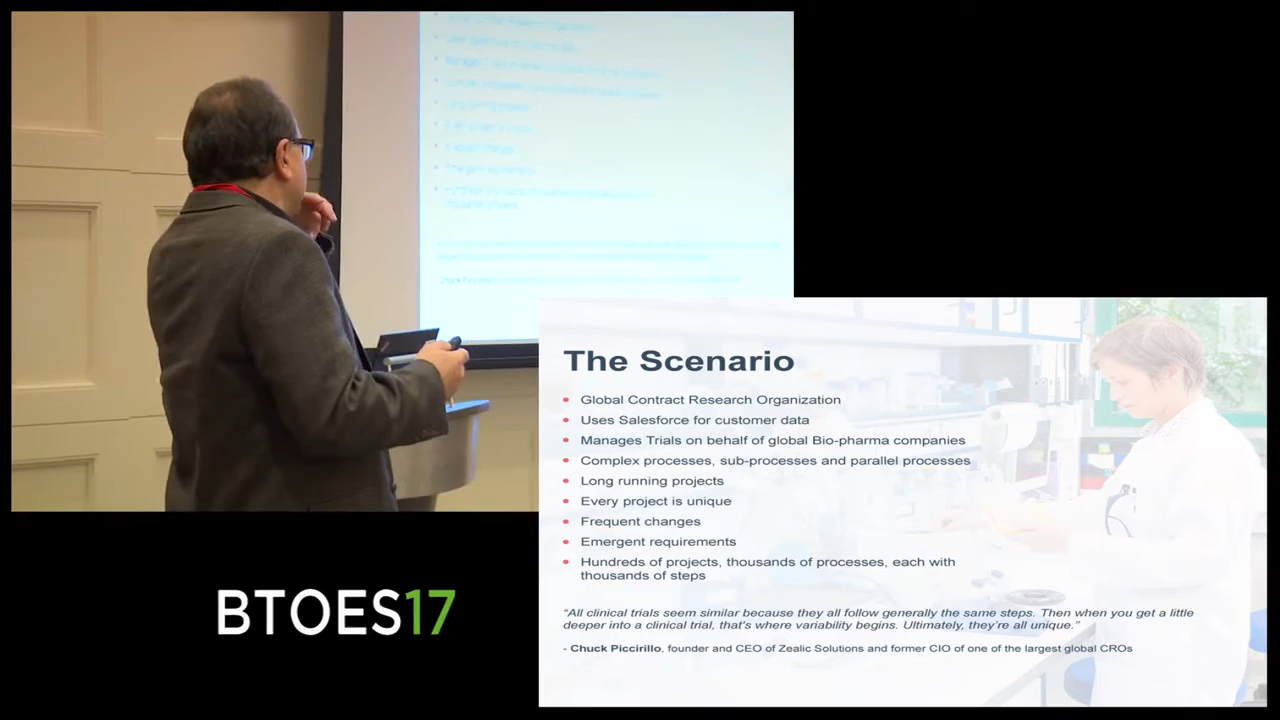 The Scenario
• Global Contract Research Organization
• Uses Salesforce for customer data
• Manages Trials on behalf of global Bio-pharma companies
• Complex processes, sub-processes and parallel processes
• Long running projects
• Every project is unique
• Frequent changes
• Emergent requirements
• Hundreds of projects, thousands of processes, each with
thousands of steps
“All clinical trials seem similar because they all follow generally the same steps. Then when you get a little
deeper into a clinical trial, that's where variability begins. Ultimately, they’re all unique.”
- Chuck Piccirillo, founder and CEO of Zealic Solutions and former CIO of one of the largest global CROs
BTOES17